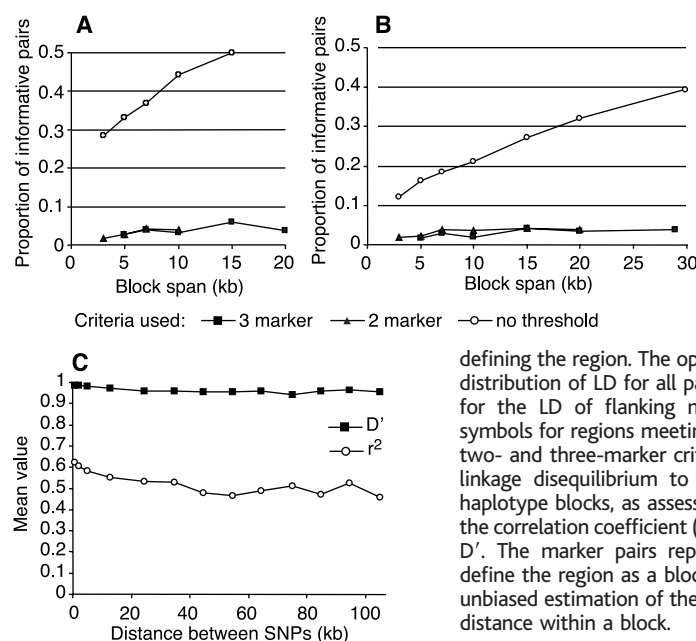 A
Proportion of informative pairs
0.5
0.4
0.3
0.2
0.1
0
0 5 10 15 20
Block span (kb)
B
Proportion of informative pairs
0.5
0.4
0.3
0.2
0.1
0
0 5 10 15 20 25 30
Block span (kb)
Criteria used: 3 marker 2 marker no threshold
C
Mean value
1
0.9
0.8
0.7
0.6
0.5
0.4
0.3
0.2
0.1
0
D'
r²
0 20 40 60 80 100
Distance between SNPs (kb)
defining the region. The op
distribution of LD for all pa
for the LD of flanking m
symbols for regions meetin
two- and three-marker crit
linkage disequilibrium to
haplotype blocks, as assess
the correlation coefficient (
D′. The marker pairs rep
define the region as a bloc
unbiased estimation of the
distance within a block.